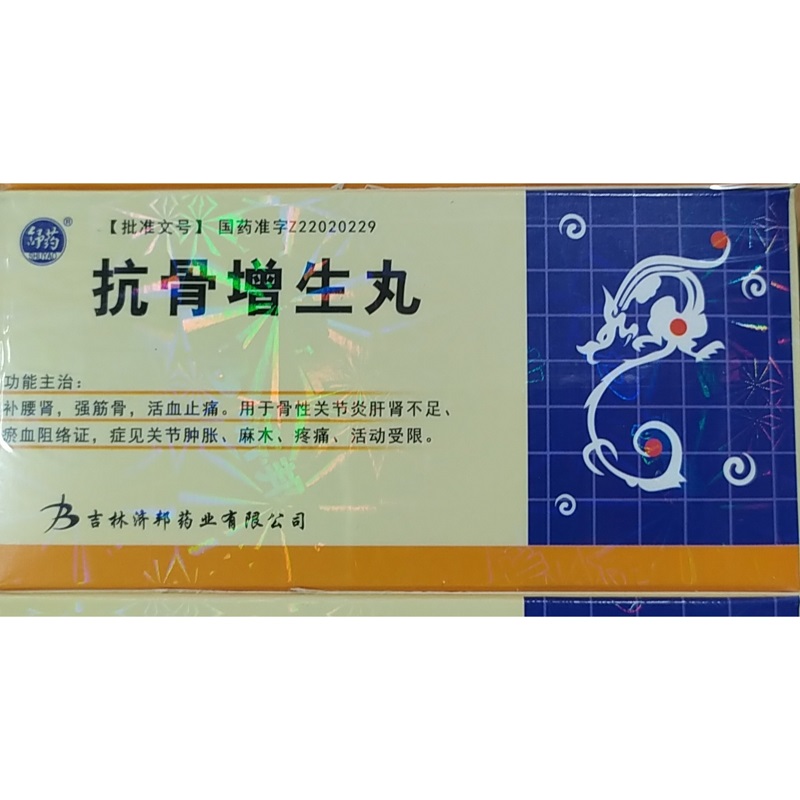 【批准文号】 国药准字Z22020229
抗骨增生丸
功能主治：
补腰肾，强筋骨，活血止痛。用于骨性关节炎肝肾不足、
瘀血阻络证，症见关节肿胀、麻木、疼痛、活动受限。
吉林济邦药业有限公司